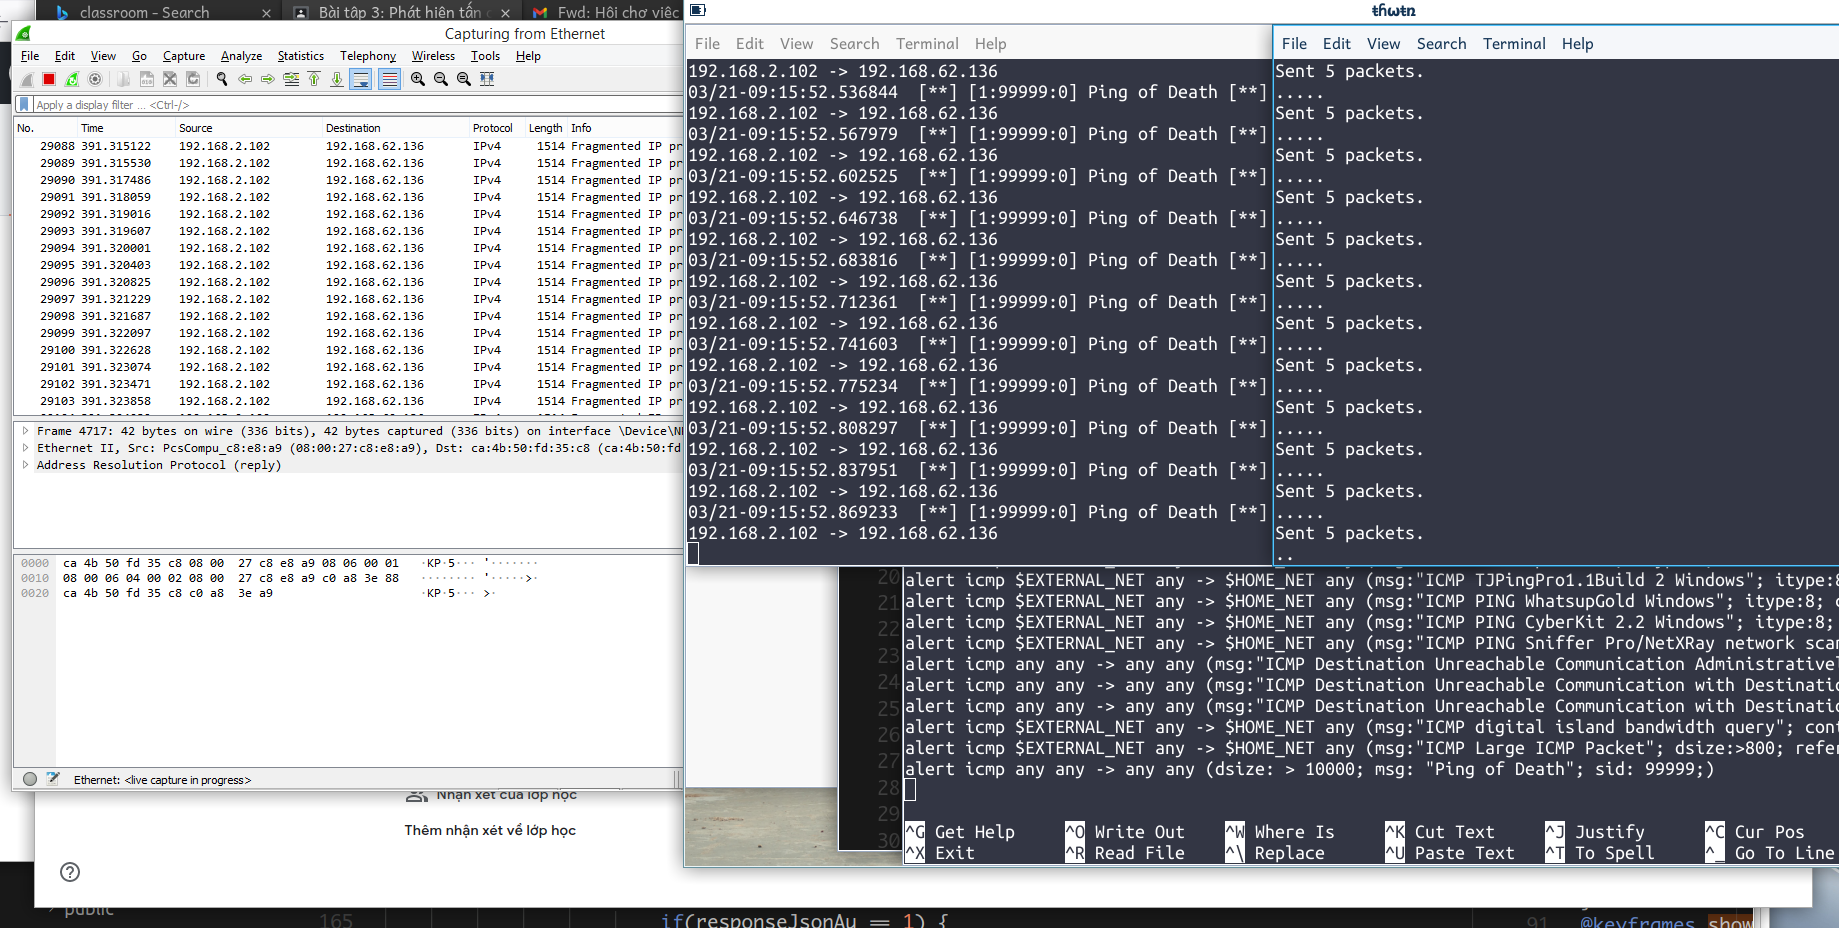 classroom - Search
Bài tập 3: Phát hiện tấn
Fwd: Hội chợ việc
Capturing from Ethernet
File Edit View Go Capture Analyze Statistics Telephony Wireless Tools Help
Apply a display filter ... <Ctrl-/>
No. Time Source Destination Protocol Length Info
29088 391.315122 192.168.2.102 192.168.62.136 IPv4 1514 Fragmented IP pr
29089 391.315530 192.168.2.102 192.168.62.136 IPv4 1514 Fragmented IP pr
29090 391.317486 192.168.2.102 192.168.62.136 IPv4 1514 Fragmented IP pr
29091 391.318059 192.168.2.102 192.168.62.136 IPv4 1514 Fragmented IP pr
29092 391.319016 192.168.2.102 192.168.62.136 IPv4 1514 Fragmented IP pr
29093 391.319607 192.168.2.102 192.168.62.136 IPv4 1514 Fragmented IP pr
29094 391.320001 192.168.2.102 192.168.62.136 IPv4 1514 Fragmented IP pr
29095 391.320403 192.168.2.102 192.168.62.136 IPv4 1514 Fragmented IP pr
29096 391.320825 192.168.2.102 192.168.62.136 IPv4 1514 Fragmented IP pr
29097 391.321229 192.168.2.102 192.168.62.136 IPv4 1514 Fragmented IP pr
29098 391.321687 192.168.2.102 192.168.62.136 IPv4 1514 Fragmented IP pr
29099 391.322097 192.168.2.102 192.168.62.136 IPv4 1514 Fragmented IP pr
29100 391.322628 192.168.2.102 192.168.62.136 IPv4 1514 Fragmented IP pr
29101 391.323074 192.168.2.102 192.168.62.136 IPv4 1514 Fragmented IP pr
29102 391.323471 192.168.2.102 192.168.62.136 IPv4 1514 Fragmented IP pr
29103 391.323858 192.168.2.102 192.168.62.136 IPv4 1514 Fragmented IP pr
Frame 4717: 42 bytes on wire (336 bits), 42 bytes captured (336 bits) on interface \Device\N
Ethernet II, Src: PcsCompu_c8:e8:a9 (08:00:27:c8:e8:a9), Dst: ca:4b:50:fd:35:c8 (ca:4b:50:fd
Address Resolution Protocol (reply)
0000 ca 4b 50 fd 35 c8 08 00 27 c8 e8 a9 08 06 00 01 ·KP·5··· '·······
0010 08 00 06 04 00 02 08 00 27 c8 e8 a9 c0 a8 3e 88 ········ '·····>·
0020 ca 4b 50 fd 35 c8 c0 a8 3e a9 ·KP·5··· >·
Ethernet: <live capture in progress>
Nhận xét của lớp học
Thêm nhận xét về lớp học
File Edit View Search Terminal Help
192.168.2.102 -> 192.168.62.136
03/21-09:15:52.536844 [**] [1:99999:0] Ping of Death [**]
192.168.2.102 -> 192.168.62.136
03/21-09:15:52.567979 [**] [1:99999:0] Ping of Death [**]
192.168.2.102 -> 192.168.62.136
03/21-09:15:52.602525 [**] [1:99999:0] Ping of Death [**]
192.168.2.102 -> 192.168.62.136
03/21-09:15:52.646738 [**] [1:99999:0] Ping of Death [**]
192.168.2.102 -> 192.168.62.136
03/21-09:15:52.683816 [**] [1:99999:0] Ping of Death [**]
192.168.2.102 -> 192.168.62.136
03/21-09:15:52.712361 [**] [1:99999:0] Ping of Death [**]
192.168.2.102 -> 192.168.62.136
03/21-09:15:52.741603 [**] [1:99999:0] Ping of Death [**]
192.168.2.102 -> 192.168.62.136
03/21-09:15:52.775234 [**] [1:99999:0] Ping of Death [**]
192.168.2.102 -> 192.168.62.136
03/21-09:15:52.808297 [**] [1:99999:0] Ping of Death [**]
192.168.2.102 -> 192.168.62.136
03/21-09:15:52.837951 [**] [1:99999:0] Ping of Death [**]
192.168.2.102 -> 192.168.62.136
03/21-09:15:52.869233 [**] [1:99999:0] Ping of Death [**]
192.168.2.102 -> 192.168.62.136
File Edit View Search Terminal Help
Sent 5 packets.
.....
Sent 5 packets.
.....
Sent 5 packets.
.....
Sent 5 packets.
.....
Sent 5 packets.
.....
Sent 5 packets.
.....
Sent 5 packets.
.....
Sent 5 packets.
.....
Sent 5 packets.
.....
Sent 5 packets.
.....
Sent 5 packets.
.....
Sent 5 packets.
..
20
21
22
23
24
25
26
27
28
29
30
alert icmp $EXTERNAL_NET any -> $HOME_NET any (msg:"ICMP TJPingPro1.1Build 2 Windows"; itype:8
alert icmp $EXTERNAL_NET any -> $HOME_NET any (msg:"ICMP PING WhatsupGold Windows"; itype:8; c
alert icmp $EXTERNAL_NET any -> $HOME_NET any (msg:"ICMP PING CyberKit 2.2 Windows"; itype:8;
alert icmp $EXTERNAL_NET any -> $HOME_NET any (msg:"ICMP PING Sniffer Pro/NetXRay network scan
alert icmp any any -> any any (msg:"ICMP Destination Unreachable Communication Administrativel
alert icmp any any -> any any (msg:"ICMP Destination Unreachable Communication with Destinatio
alert icmp any any -> any any (msg:"ICMP Destination Unreachable Communication with Destinatio
alert icmp $EXTERNAL_NET any -> $HOME_NET any (msg:"ICMP digital island bandwidth query"; cont
alert icmp $EXTERNAL_NET any -> $HOME_NET any (msg:"ICMP Large ICMP Packet"; dsize:>800; refer
alert icmp any any -> any any (dsize: > 10000; msg: "Ping of Death"; sid: 99999;)
^G Get Help ^O Write Out ^W Where Is ^K Cut Text ^J Justify ^C Cur Pos
^X Exit ^R Read File ^\ Replace ^U Paste Text ^T To Spell ^_ Go To Line
public
165 if(responseJsonAu == 1) {
91 @keyframes show